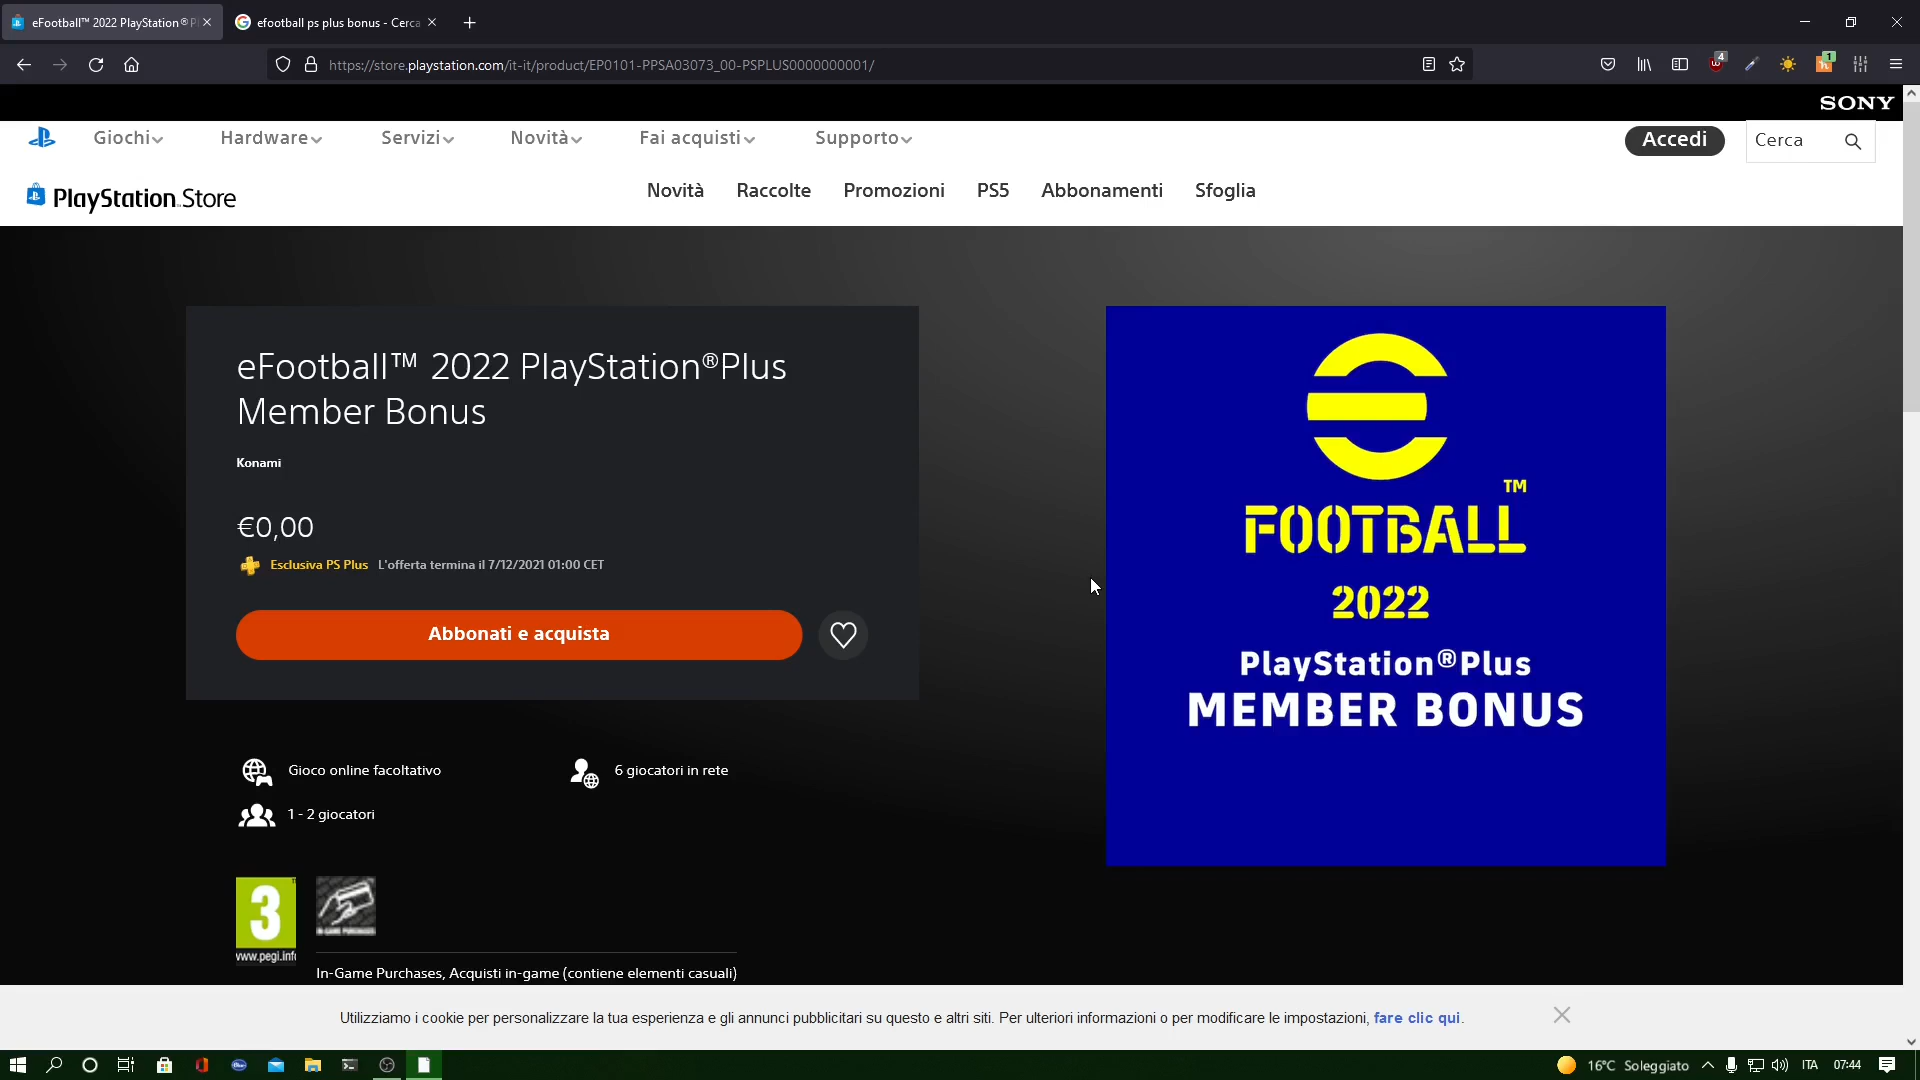 eFootball™ 2022 PlayStation®P
efootball ps plus bonus - Cerca
https://store.playstation.com/it-it/product/EP0101-PPSA03073_00-PSPLUS0000000001/
4
1
SONY
Giochi
Hardware
Servizi
Novità
Fai acquisti
Supporto
Accedi
Cerca
PlayStation Store
Novità
Raccolte
Promozioni
PS5
Abbonamenti
Sfoglia
eFootball™ 2022 PlayStation®Plus
Member Bonus
Konami
€0,00
Esclusiva PS Plus L'offerta termina il 7/12/2021 01:00 CET
Abbonati e acquista
FOOTBALL™
2022
PlayStation®Plus
MEMBER BONUS
Gioco online facoltativo
6 giocatori in rete
1 - 2 giocatori
3
www.pegi.info
IN-GAME PURCHASES
In-Game Purchases, Acquisti in-game (contiene elementi casuali)
Utilizziamo i cookie per personalizzare la tua esperienza e gli annunci pubblicitari su questo e altri siti. Per ulteriori informazioni o per modificare le impostazioni, fare clic qui.
16°C Soleggiato
ITA
07:44